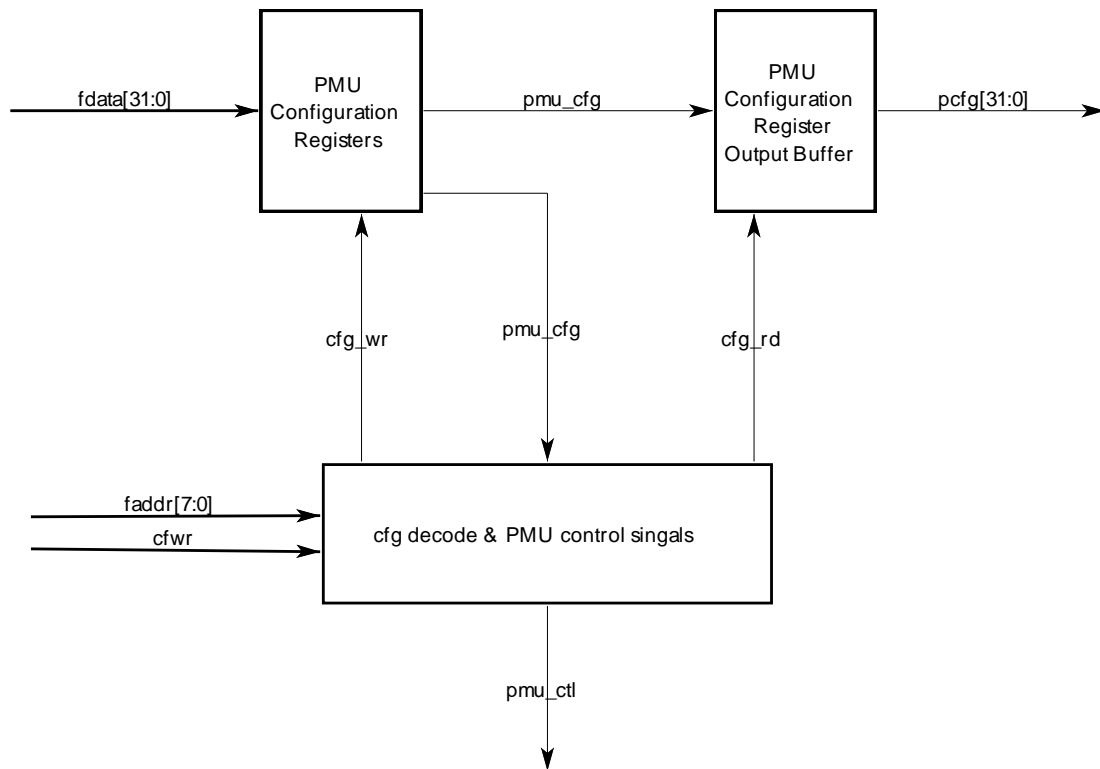 PMU
Configuration
Registers
PMU
Configuration
Register
Output Buffer
fdata[31:0]
pmu_cfg
pcfg[31:0]
cfg_wr
pmu_cfg
cfg_rd
faddr[7:0]
cfwr
cfg decode & PMU control singals
pmu_ctl